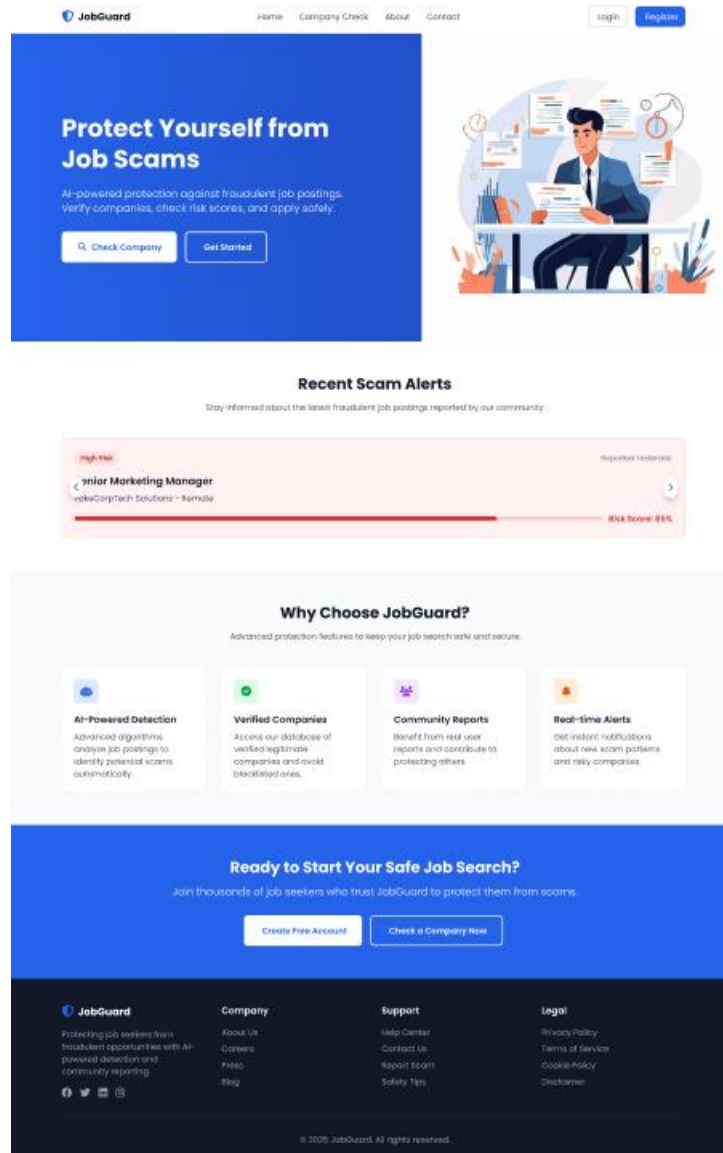 JobGuard
Home Company Check About Contact
Login Register
Protect Yourself from
Job Scams
AI-powered protection against fraudulent job postings.
Verify companies, check risk scores, and apply safely.
Check Company
Get Started
Recent Scam Alerts
Stay informed about the latest fraudulent job postings reported by our community
High Risk
Reported Yesterday
enior Marketing Manager
akeCorpTech Solutions - Remote
Risk Score: 85%
Why Choose JobGuard?
Advanced protection features to keep your job search safe and secure
AI-Powered Detection
Advanced algorithms
analyze job postings to
identify potential scams
automatically.
Verified Companies
Access our database of
verified legitimate
companies and avoid
blacklisted ones.
Community Reports
Benefit from real user
reports and contribute to
protecting others
Real-time Alerts
Get instant notifications
about new scam patterns
and risky companies.
Ready to Start Your Safe Job Search?
Join thousands of job seekers who trust JobGuard to protect them from scams.
Create Free Account
Check a Company Now
JobGuard
Protecting job seekers from
fraudulent opportunities with AI-
powered detection and
community reporting.
Company
About Us
Careers
Press
Blog
Support
Help Center
Contact Us
Report Scam
Safety Tips
Legal
Privacy Policy
Terms of Service
Cookie Policy
Disclaimer
© 2025 JobGuard. All rights reserved.